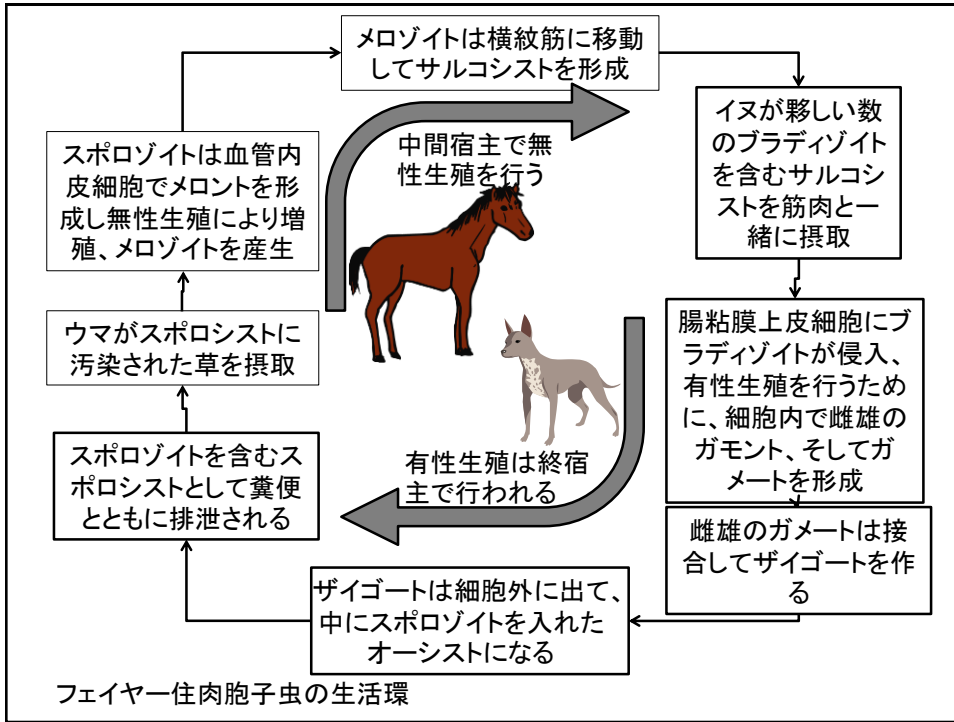 メロゾイトは横紋筋に移動
してサルコシストを形成
イヌが夥しい数
のブラディゾイト
を含むサルコシ
ストを筋肉と一
緒に摂取
腸粘膜上皮細胞にブ
ラディゾイトが侵入、
有性生殖を行うため
に、細胞内で雌雄の
ガモント、そしてガ
メートを形成
雌雄のガメートは接
合してザイゴートを作
る
ザイゴートは細胞外に出て、
中にスポロゾイトを入れた
オーシストになる
スポロゾイトを含むス
ポロシストとして糞便
とともに排泄される
ウマがスポロシストに
汚染された草を摂取
スポロゾイトは血管内
皮細胞でメロントを形
成し無性生殖により増
殖、メロゾイトを産生
中間宿主で無
性生殖を行う
有性生殖は終宿
主で行われる
フェイヤー住肉胞子虫の生活環